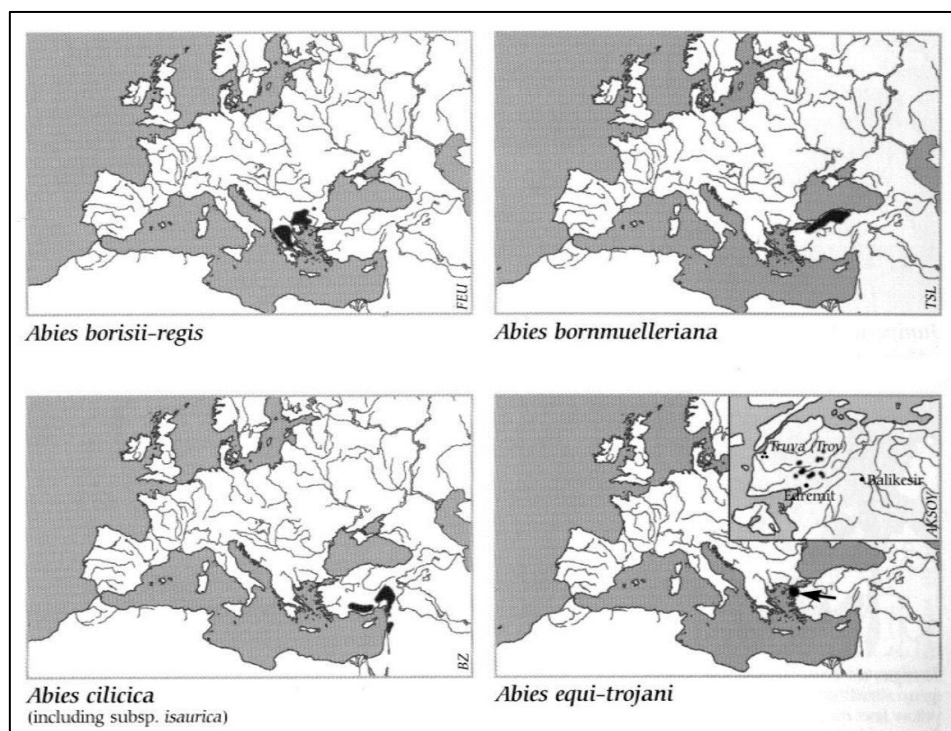 FEU
Abies borisii-regis
TSL
Abies bornmuelleriana
BZ
Abies cilicica
(including subsp. isaurica)
Truva (Troy)
Balikesir
Edremit
AKSOY
Abies equi-trojani